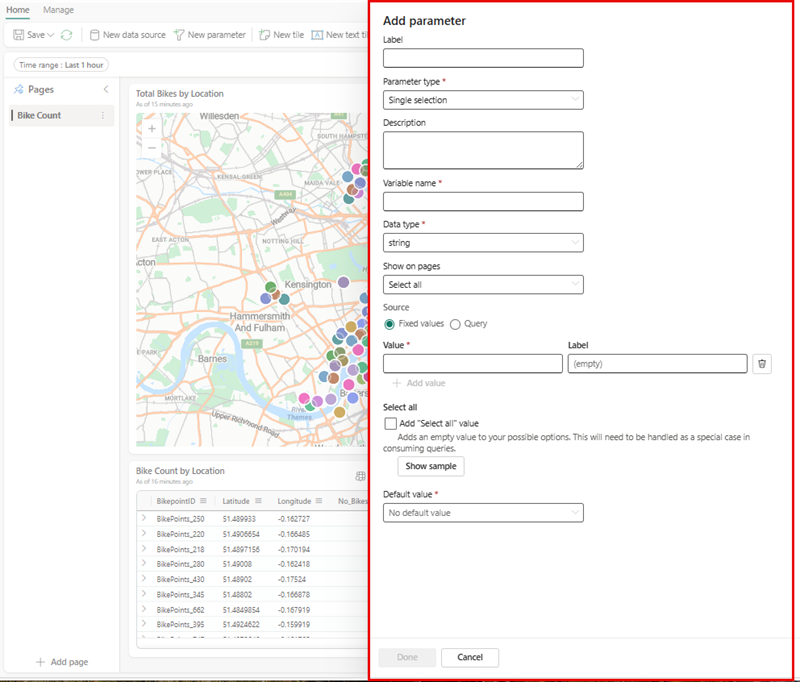 Home Manage
Save New data source New parameter New tile New text
Time range : Last 1 hour
Pages
Bike Count
Add page
Total Bikes by Location
As of 15 minutes ago
Willesden
SOUTH HAMPSTE
KENSAL GREEN
MAIDA VALE
A404
Westway
EAST ACTON
NOTTING HILL
Acton
Kensington
Hammersmith
And Fulham
A219
E PARK
Barnes
MORTLAKE
Upper Richmond Road
Thames
Bike Count by Location
As of 16 minutes ago
BikepointID Latitude Longitude No_Bikes
BikePoints_250 51.489933 -0.162727
BikePoints_220 51.4906654 -0.166485
BikePoints_218 51.4897156 -0.170194
BikePoints_280 51.49008 -0.162418
BikePoints_430 51.48902 -0.17524
BikePoints_345 51.48802 -0.166878
BikePoints_662 51.4849854 -0.167919
BikePoints_395 51.4924622 -0.159919
Add parameter
Label
Parameter type *
Single selection
Description
Variable name *
Data type *
string
Show on pages
Select all
Source
Fixed values Query
Value * Label
(empty)
Add value
Select all
Add "Select all" value
Adds an empty value to your possible options. This will need to be handled as a special case in
consuming queries.
Show sample
Default value *
No default value
Done Cancel